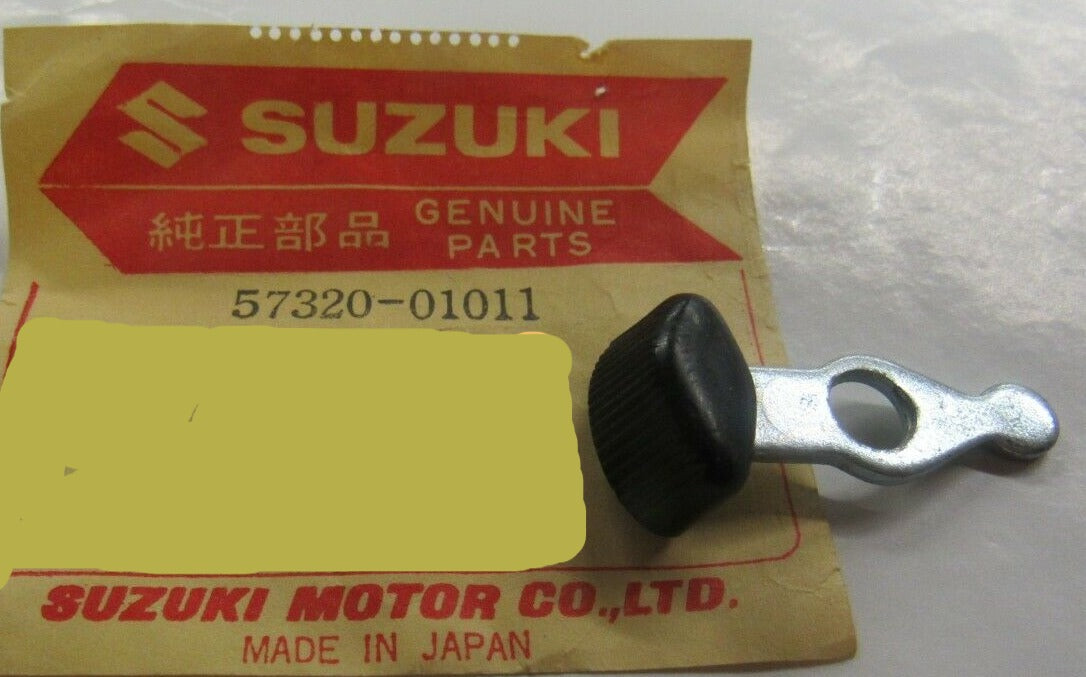 SUZUKI
純正部品 GENUINE PARTS
57320-01011
SUZUKI MOTOR CO.,LTD.
MADE IN JAPAN